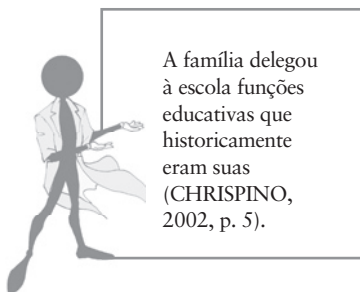 A família delegou
à escola funções
educativas que
historicamente
eram suas
(CHRISPINO,
2002, p. 5).